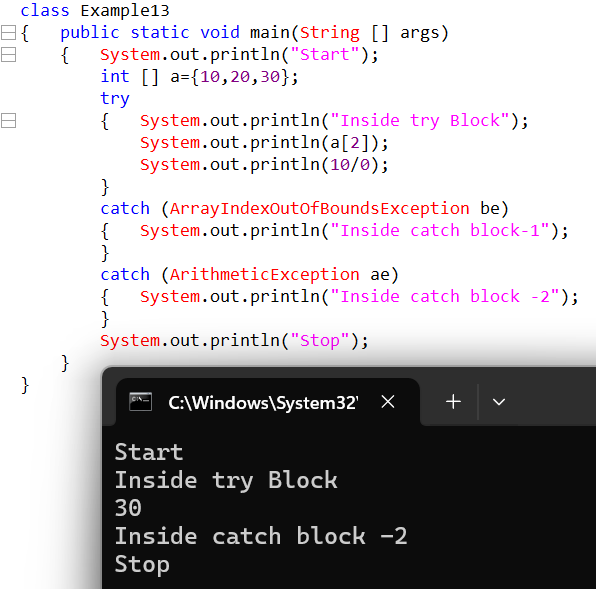 class Example13
{   public static void main(String [] args)
    {   System.out.println("Start");
        int [] a={10,20,30};
        try
        {   System.out.println("Inside try Block");
            System.out.println(a[2]);
            System.out.println(10/0);
        }
        catch (ArrayIndexOutOfBoundsException be)
        {   System.out.println("Inside catch block-1");
        }
        catch (ArithmeticException ae)
        {   System.out.println("Inside catch block -2");
        }
        System.out.println("Stop");
    }
}
C:\Windows\System32\
Start
Inside try Block
30
Inside catch block -2
Stop